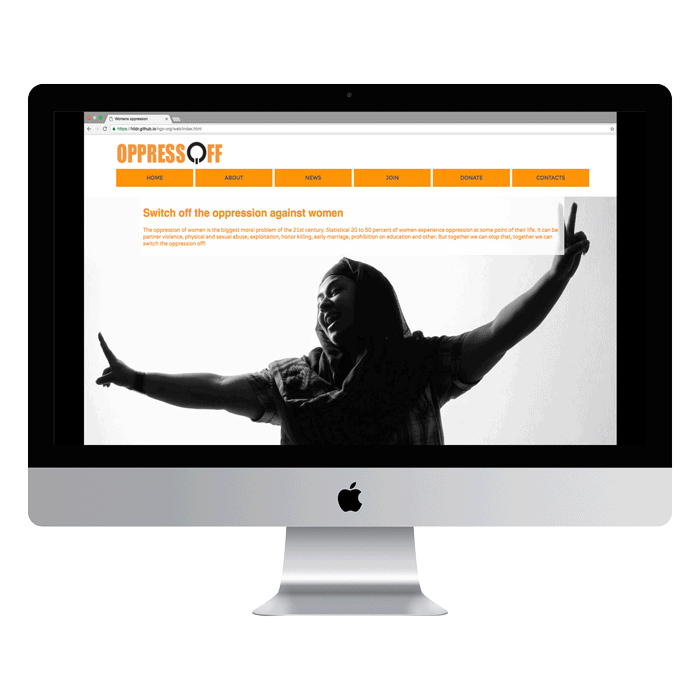 Womens oppression
https://hildr.github.io/ngo-org/web/index.html
OPPRESSOFF
HOME ABOUT NEWS JOIN DONATE CONTACTS
Switch off the oppression against women
The oppression of women is the biggest moral problem of the 21st century. Statistical 20 to 50 percent of women experience oppression at some point of their life. It can be
partner violence, physical and sexual abuse, exploitation, honor killing, early marriage, prohibition on education and other. But together we can stop that, together we can
switch the oppression off!